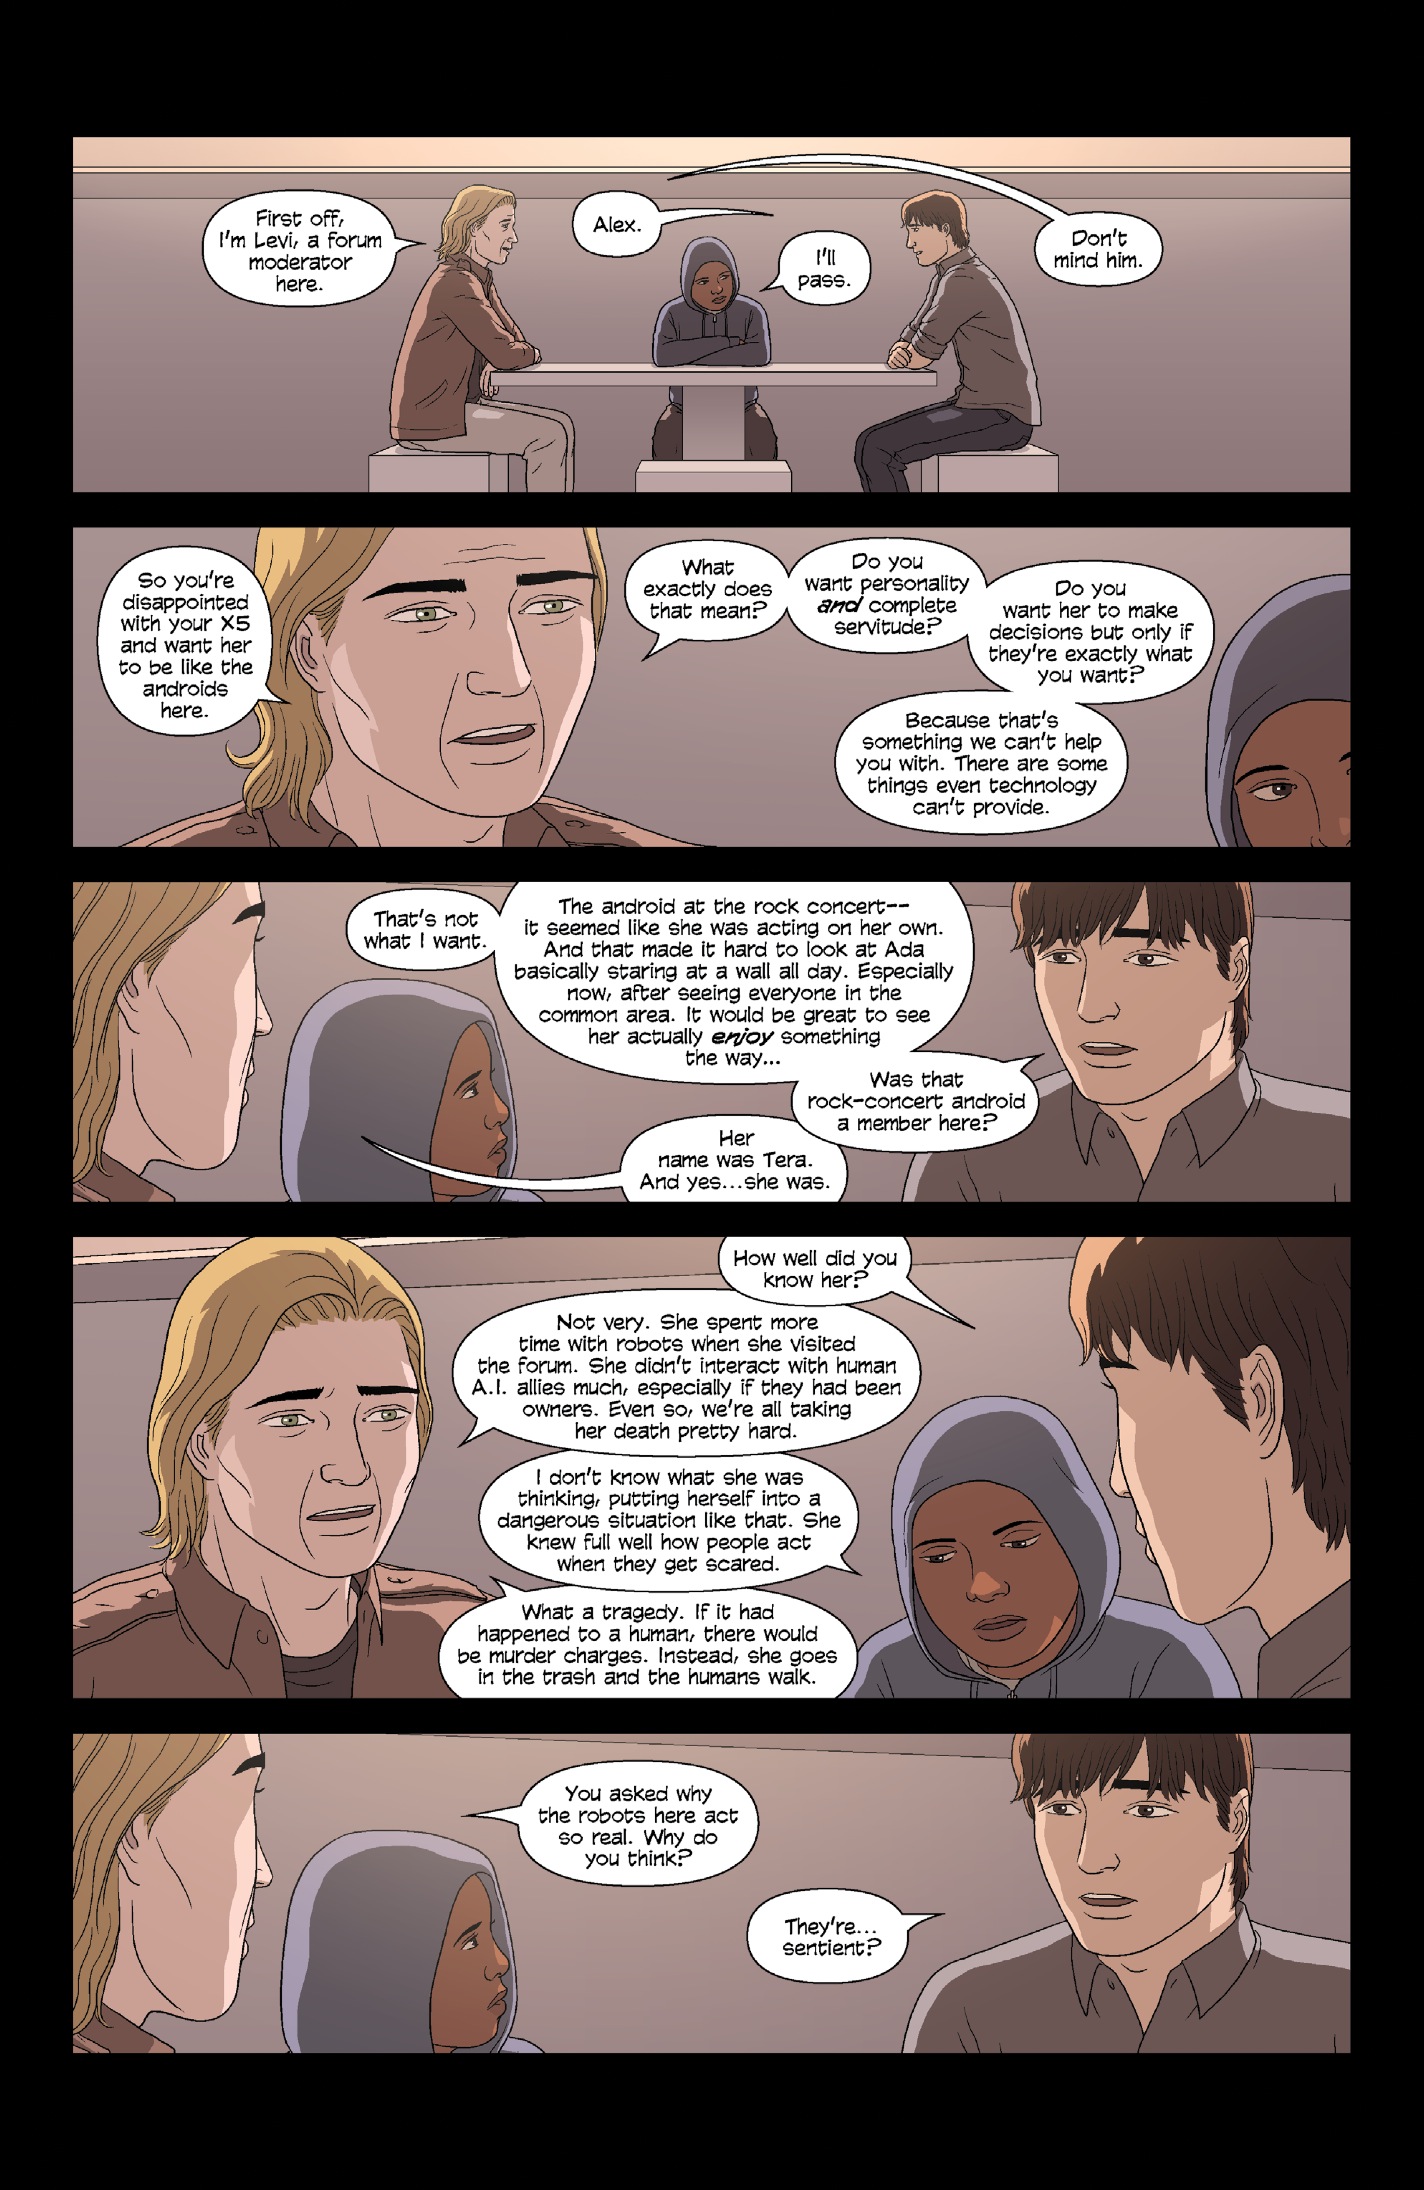 First off,
I'm Levi, a forum
moderator
here.
Alex.
I'll
pass.
Don't
mind him.
So you're
disappointed
with your X5
and want her
to be like the
androids
here.
What
exactly does
that mean?
Do you
want personality
and complete
servitude?
Do you
want her to make
decisions but only if
they're exactly what
you want?
Because that's
something we can't help
you with. There are some
things even technology
can't provide.
That's not
what I want.
The android at the rock concert--
it seemed like she was acting on her own.
And that made it hard to look at Ada
basically staring at a wall all day. Especially
now, after seeing everyone in the
common area. It would be great to see
her actually enjoy something
the way...
Was that
rock-concert android
a member here?
Her
name was Tera.
And yes...she was.
How well did you
know her?
Not very. She spent more
time with robots when she visited
the forum. She didn't interact with human
A.I. allies much, especially if they had been
owners. Even so, we're all taking
her death pretty hard.
I don't know what she was
thinking, putting herself into a
dangerous situation like that. She
knew full well how people act
when they get scared.
What a tragedy. If it had
happened to a human, there would
be murder charges. Instead, she goes
in the trash and the humans walk.
You asked why
the robots here act
so real. Why do
you think?
They're...
sentient?